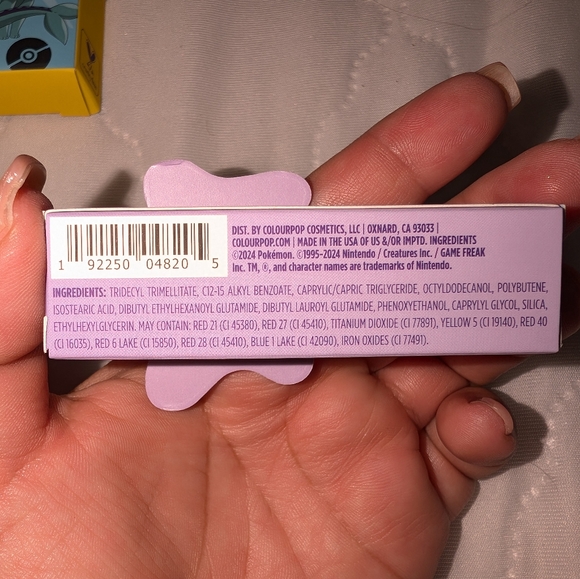 DIST. BY COLOURPOP COSMETICS, LLC | OXNARD, CA 93033 |
COLOURPOP.COM | MADE IN THE USA OF US &/OR IMPTD. INGREDIENTS
©2024 Pokémon. ©1995-2024 Nintendo / Creatures Inc. / GAME FREAK
Inc. TM, ®, and character names are trademarks of Nintendo.
1 92250 04820 5
INGREDIENTS: TRIDECYL TRIMELLITATE, C12-15 ALKYL BENZOATE, CAPRYLIC/CAPRIC TRIGLYCERIDE, OCTYLDODECANOL, POLYBUTENE,
ISOSTEARIC ACID, DIBUTYL ETHYLHEXANOYL GLUTAMIDE, DIBUTYL LAUROYL GLUTAMIDE, PHENOXYETHANOL, CAPRYLYL GLYCOL, SILICA,
ETHYLHEXYLGLYCERIN. MAY CONTAIN: RED 21 (CI 45380), RED 27 (CI 45410), TITANIUM DIOXIDE (CI 77891), YELLOW 5 (CI 19140), RED 40
(CI 16035), RED 6 LAKE (CI 15850), RED 28 (CI 45410), BLUE 1 LAKE (CI 42090), IRON OXIDES (CI 77491).